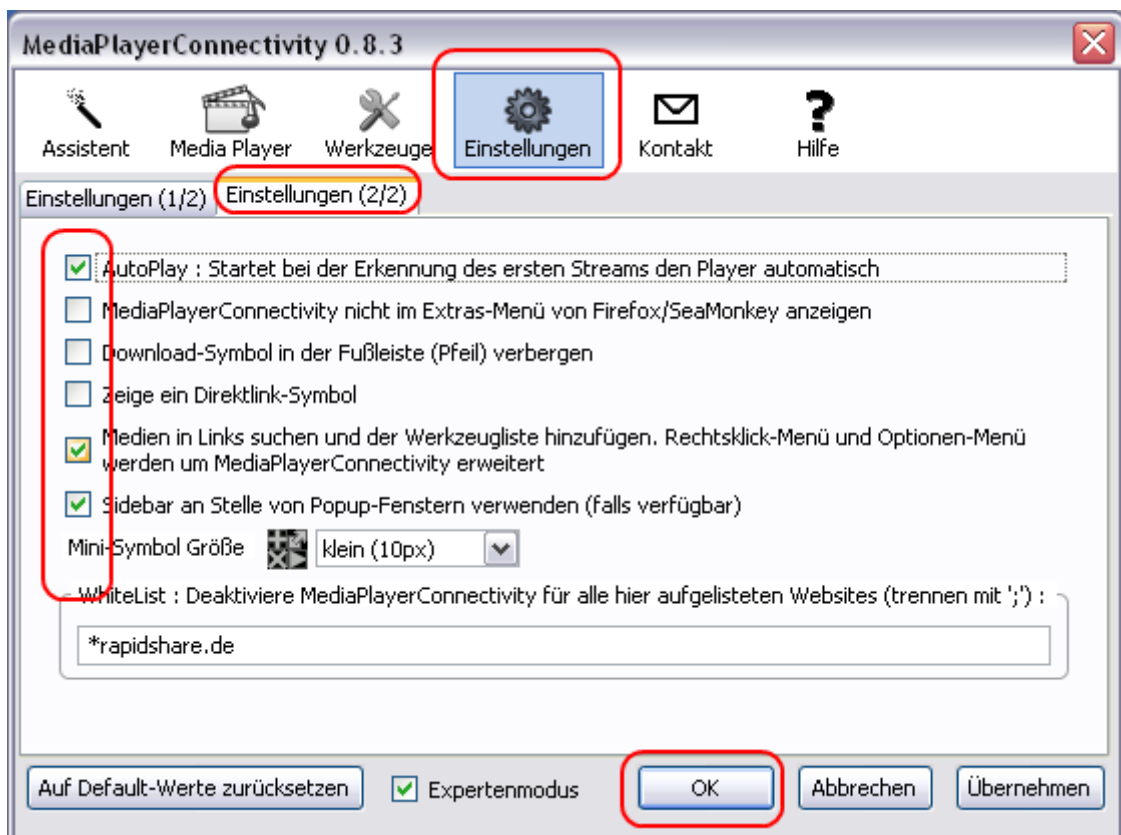 MediaPlayerConnectivity 0.8.3
Assistent
Media Player
Werkzeuge
Einstellungen
Kontakt
Hilfe
Einstellungen (1/2)
Einstellungen (2/2)
AutoPlay : Startet bei der Erkennung des ersten Streams den Player automatisch
MediaPlayerConnectivity nicht im Extras-Menü von Firefox/SeaMonkey anzeigen
Download-Symbol in der Fußleiste (Pfeil) verbergen
Zeige ein Direktlink-Symbol
Medien in Links suchen und der Werkzeugliste hinzufügen. Rechtsklick-Menü und Optionen-Menü
werden um MediaPlayerConnectivity erweitert
Sidebar an Stelle von Popup-Fenstern verwenden (falls verfügbar)
Mini-Symbol Größe
klein (10px)
WhiteList : Deaktiviere MediaPlayerConnectivity für alle hier aufgelisteten Websites (trennen mit ';') :
*rapidshare.de
Auf Default-Werte zurücksetzen
Expertenmodus
OK
Abbrechen
Übernehmen